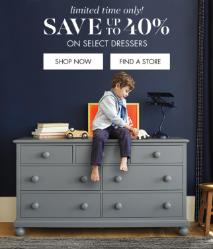 limited time only!
SAVE UP TO 40%
ON SELECT DRESSERS
SHOP NOW
FIND A STORE